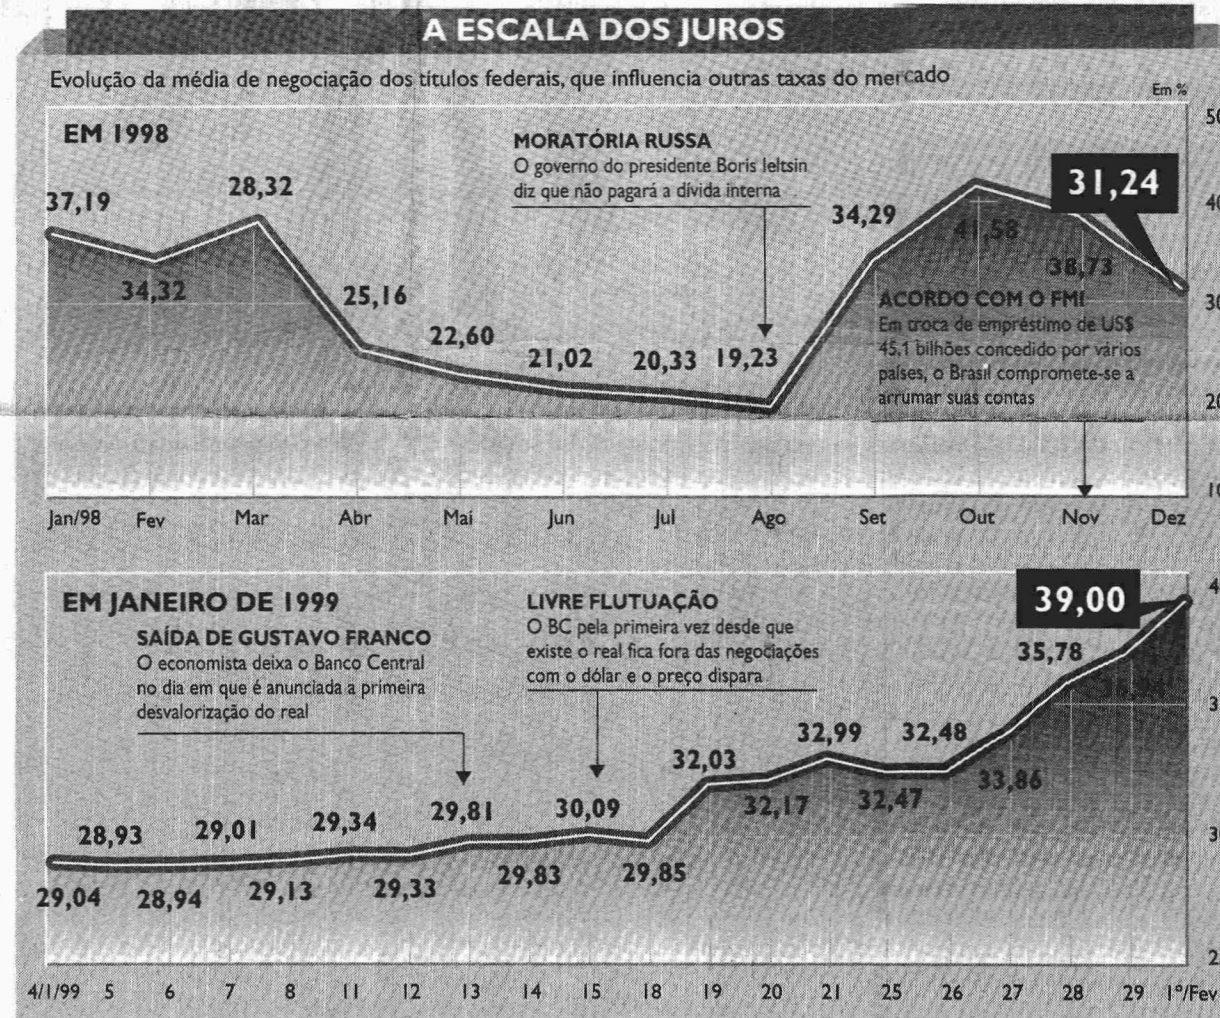 A ESCALA DOS JUROS
Evolução da média de negociação dos títulos federais, que influencia outras taxas do mercado
Em %
EM 1998
MORATÓRIA RUSSA
O governo do presidente Boris Ieltsin
diz que não pagará a dívida interna
37,19
34,32
28,32
25,16
22,60
21,02
20,33
19,23
34,29
41,58
38,73
31,24
ACORDO COM O FMI
Em troca de empréstimo de US$
45,1 bilhões concedido por vários
países, o Brasil compromete-se a
arrumar suas contas
Jan/98 Fev Mar Abr Mai Jun Jul Ago Set Out Nov Dez
EM JANEIRO DE 1999
SAÍDA DE GUSTAVO FRANCO
O economista deixa o Banco Central
no dia em que é anunciada a primeira
desvalorização do real
LIVRE FLUTUAÇÃO
O BC pela primeira vez desde que
existe o real fica fora das negociações
com o dólar e o preço dispara
29,04
28,93
28,94
29,01
29,13
29,34
29,33
29,81
29,83
30,09
29,85
32,03
32,17
32,99
32,47
32,48
33,86
35,78
39,00
4/1/99 5 6 7 8 11 12 13 14 15 18 19 20 21 25 26 27 28 29 1º/Fev